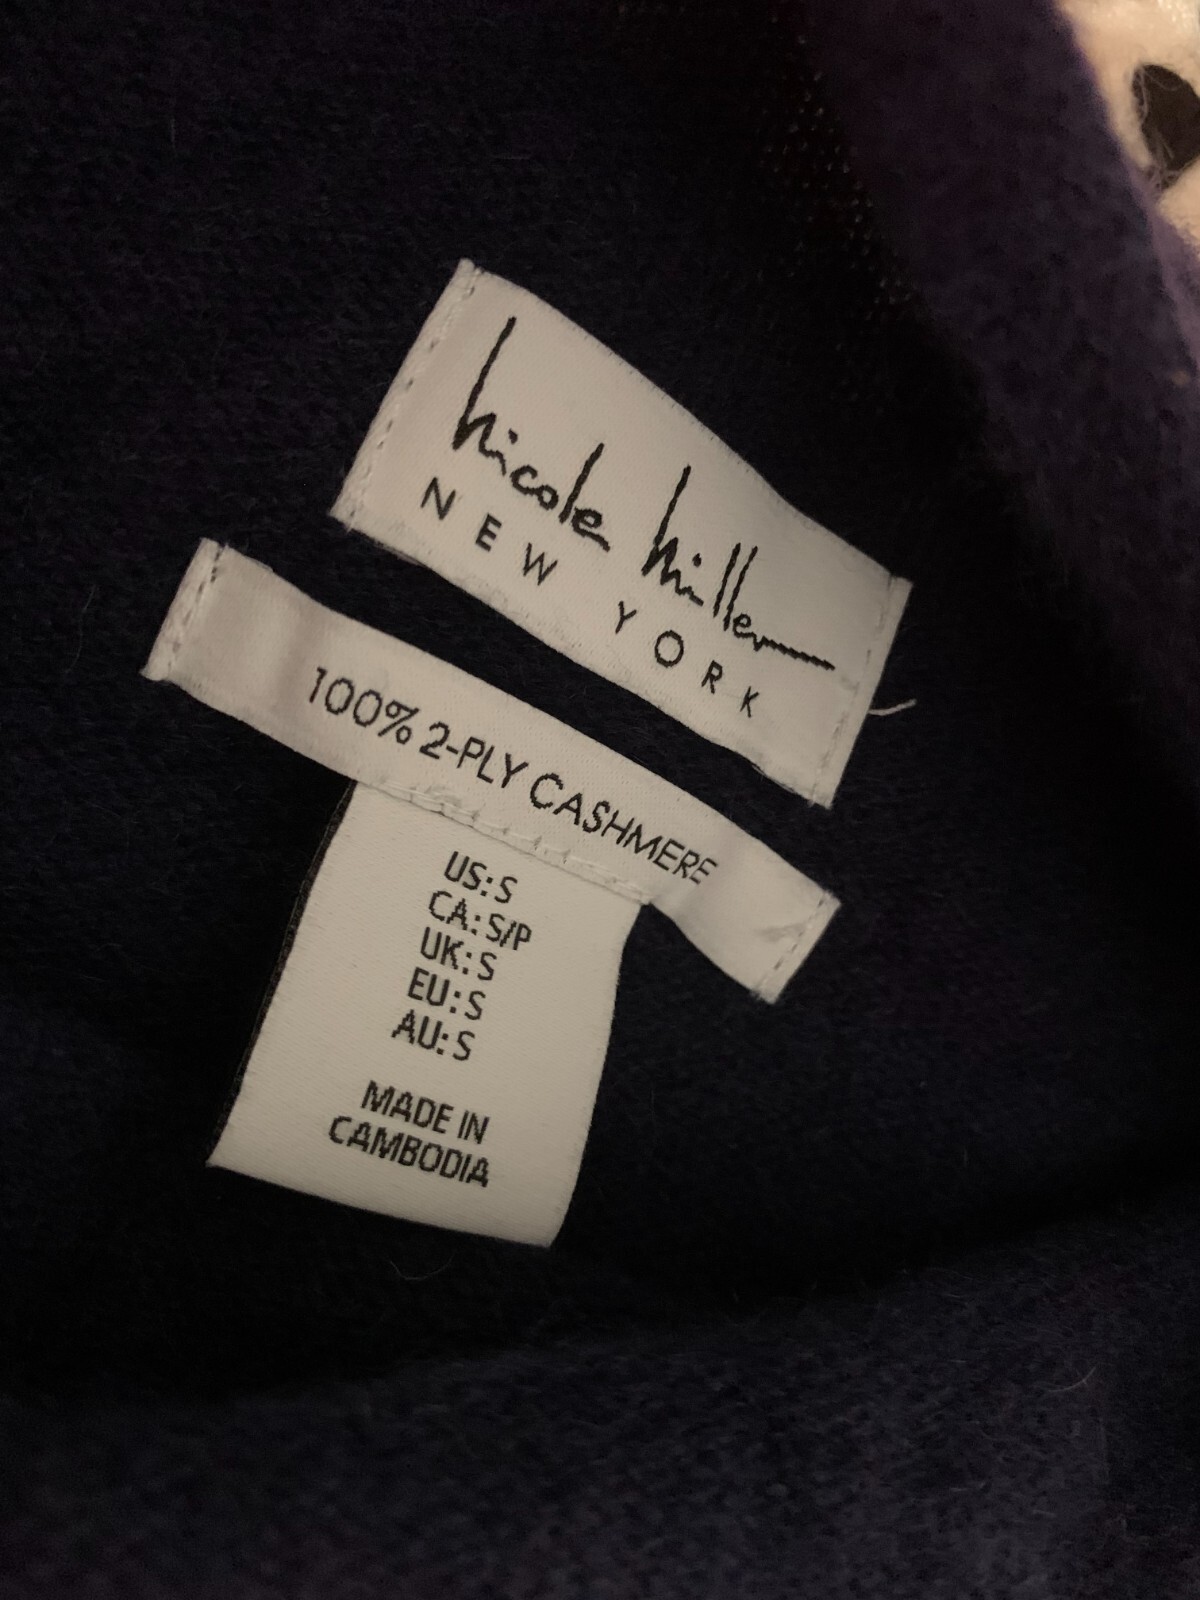 nicole miller
NEW YORK
100% 2-PLY CASHMERE
US: S
CA: S/P
UK: S
EU: S
AU: S
MADE IN
CAMBODIA